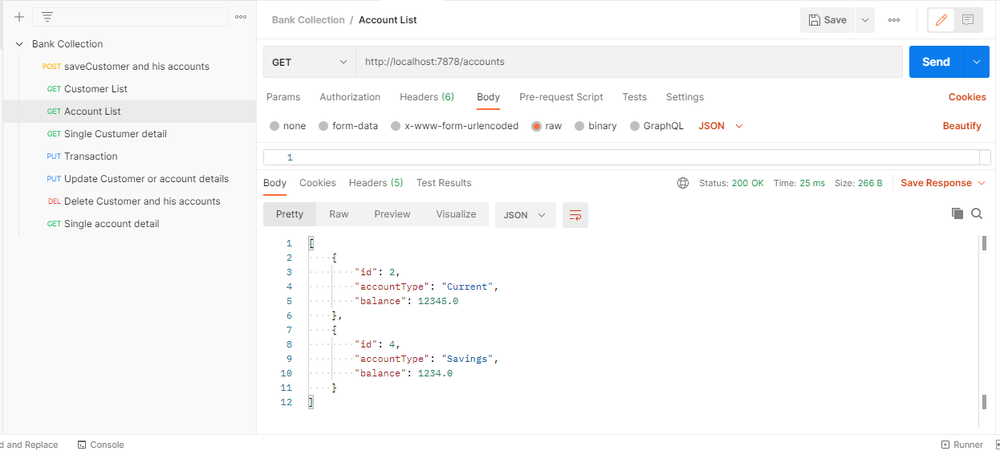 Bank Collection
POST saveCustomer and his accounts
GET Customer List
GET Account List
GET Single Custumer detail
PUT Transaction
PUT Update Customer or account details
DEL Delete Customer and his accounts
GET Single account detail
Bank Collection / Account List
Save
GET http://localhost:7878/accounts Send
Params Authorization Headers (6) Body Pre-request Script Tests Settings Cookies
none form-data x-www-form-urlencoded raw binary GraphQL JSON Beautify
1
Body Cookies Headers (5) Test Results Status: 200 OK Time: 25 ms Size: 266 B Save Response
Pretty Raw Preview Visualize JSON
1 [
2 {
3 "id": 2,
4 "accountType": "Current",
5 "balance": 12345.0
6 },
7 {
8 "id": 4,
9 "accountType": "Savings",
10 "balance": 1234.0
11 }
12 ]
d and Replace Console Runner